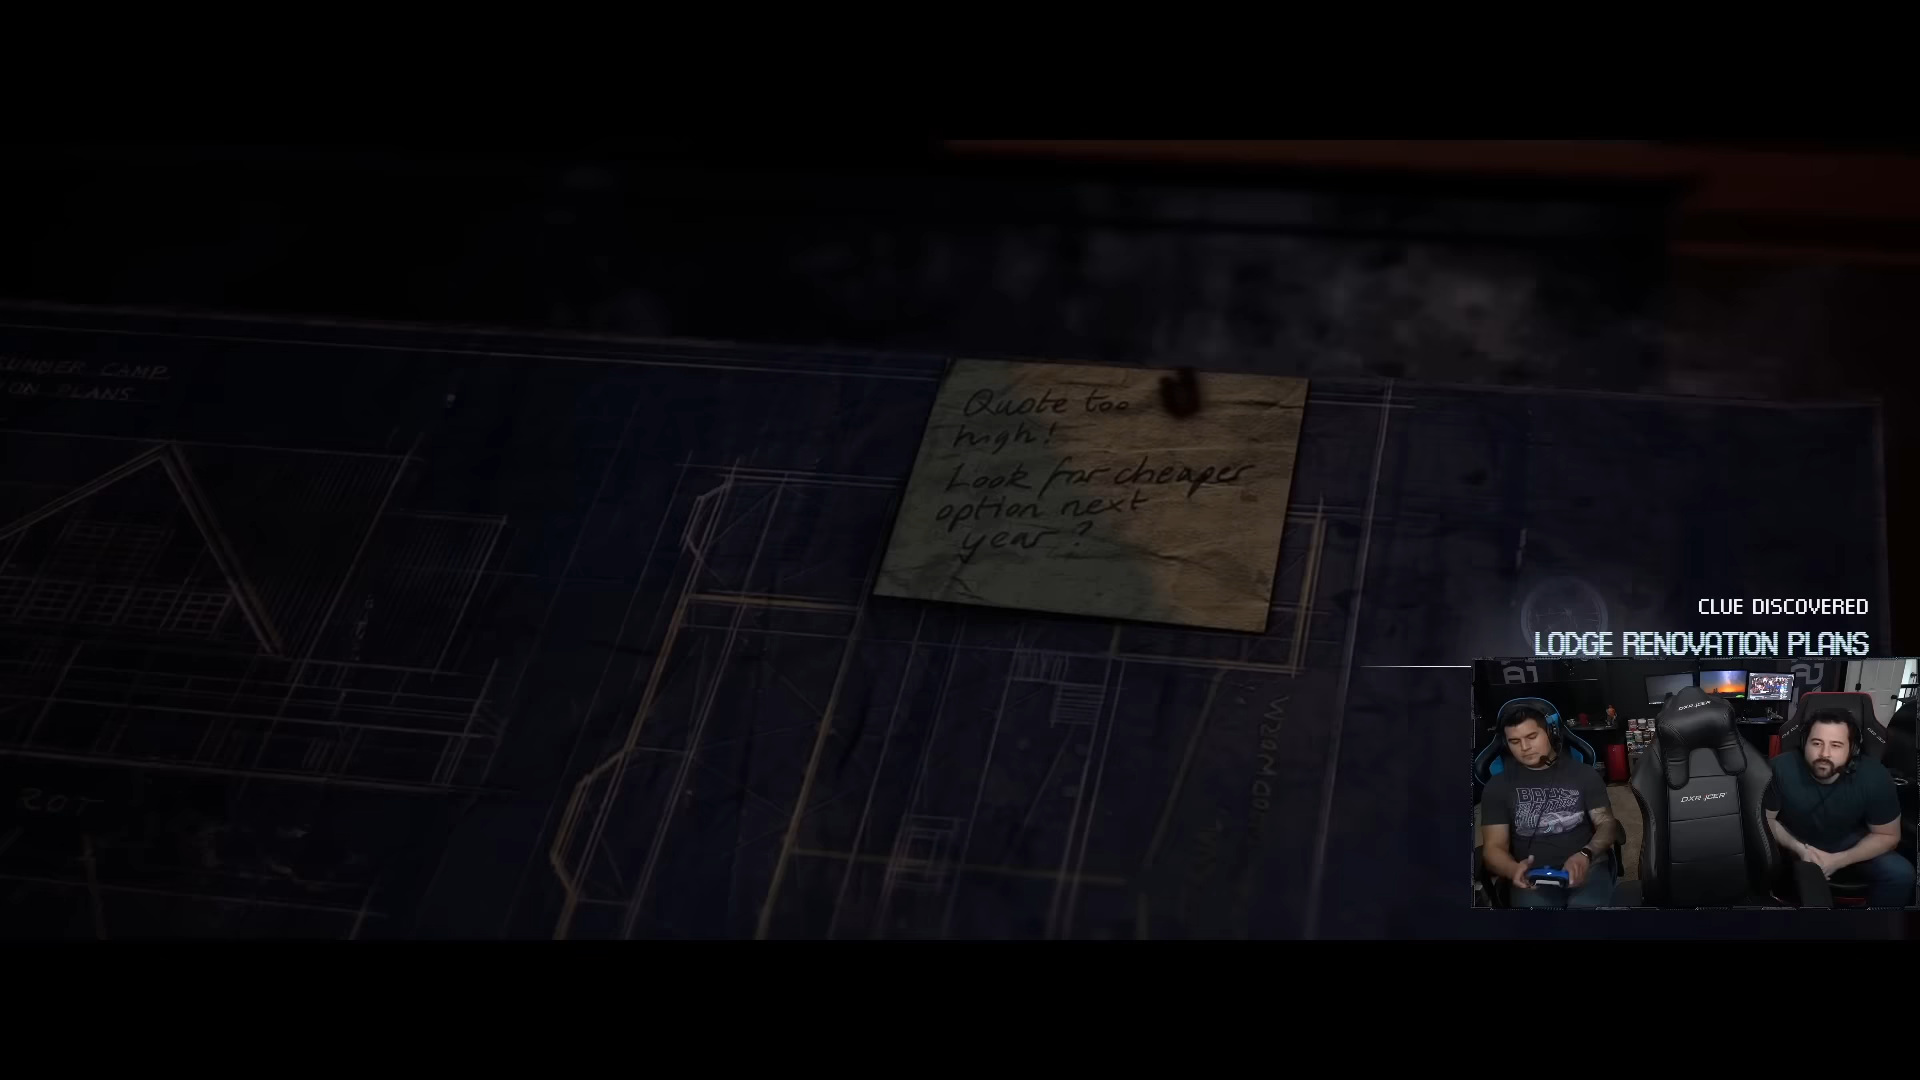 SUMMER CAMP
ION PLANS
Quote too
high!
Look for cheaper
option next
year?
ROT
WOODWORM
CLUE DISCOVERED
LODGE RENOVATION PLANS
DXRACER
DXRACER